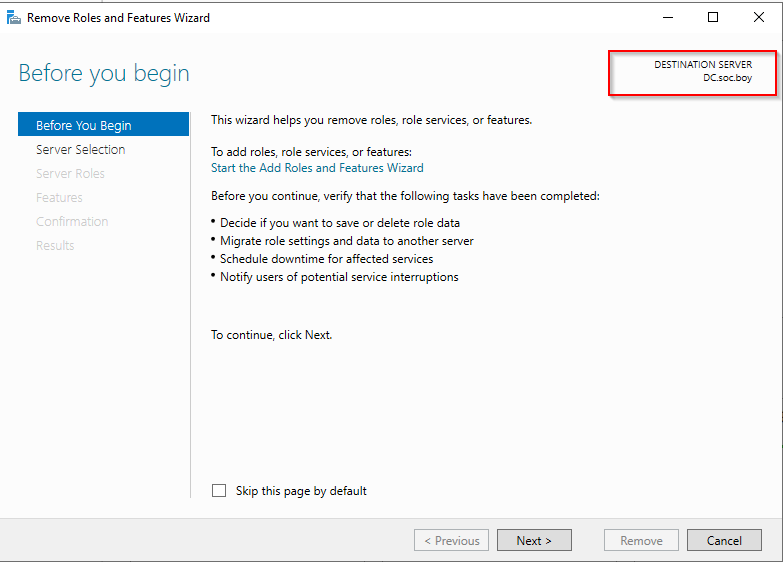 Remove Roles and Features Wizard
Before you begin
DESTINATION SERVER
DC.soc.boy
Before You Begin
Server Selection
Server Roles
Features
Confirmation
Results
This wizard helps you remove roles, role services, or features.
To add roles, role services, or features:
Start the Add Roles and Features Wizard
Before you continue, verify that the following tasks have been completed:
• Decide if you want to save or delete role data
• Migrate role settings and data to another server
• Schedule downtime for affected services
• Notify users of potential service interruptions
To continue, click Next.
Skip this page by default
< Previous
Next >
Remove
Cancel